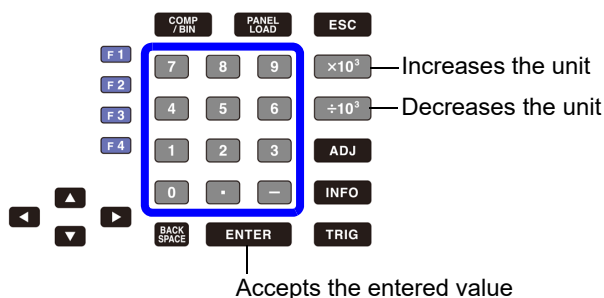 COMP /BIN PANEL LOAD ESC
F1 7 8 9 ×10³ Increases the unit
F2
F3 4 5 6 ÷10³ Decreases the unit
F4 1 2 3 ADJ
0 . − INFO
BACK SPACE ENTER TRIG
Accepts the entered value